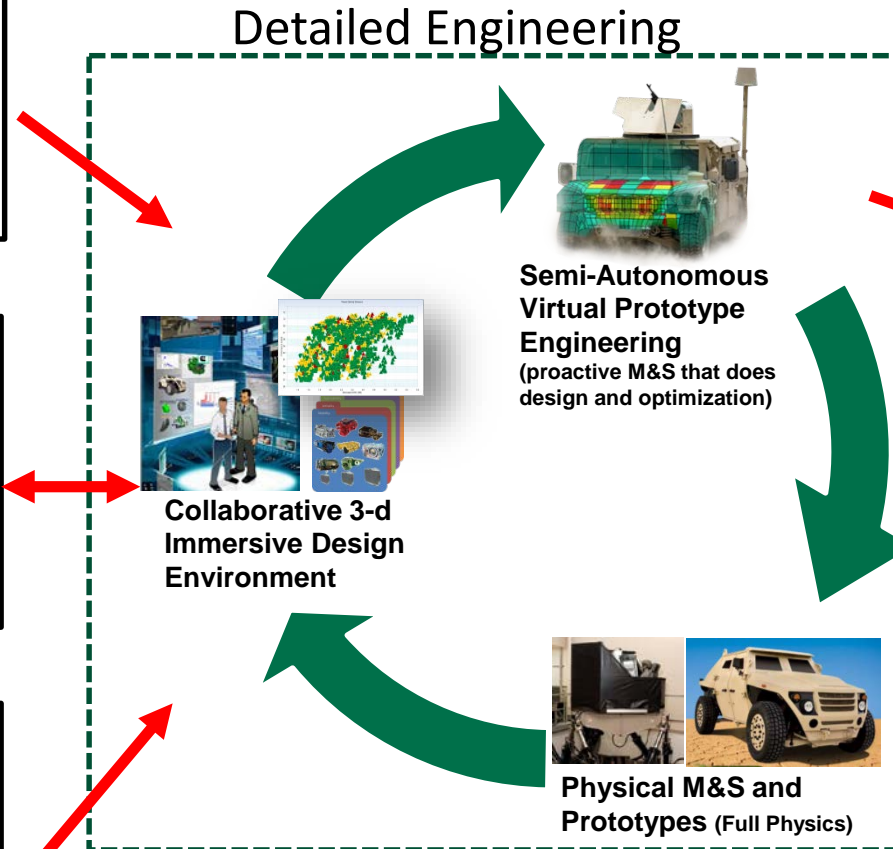 Detailed Engineering
Semi-Autonomous
Virtual Prototype
Engineering
(proactive M&S that does
design and optimization)
Collaborative 3-d
Immersive Design
Environment
Physical M&S and
Prototypes (Full Physics)